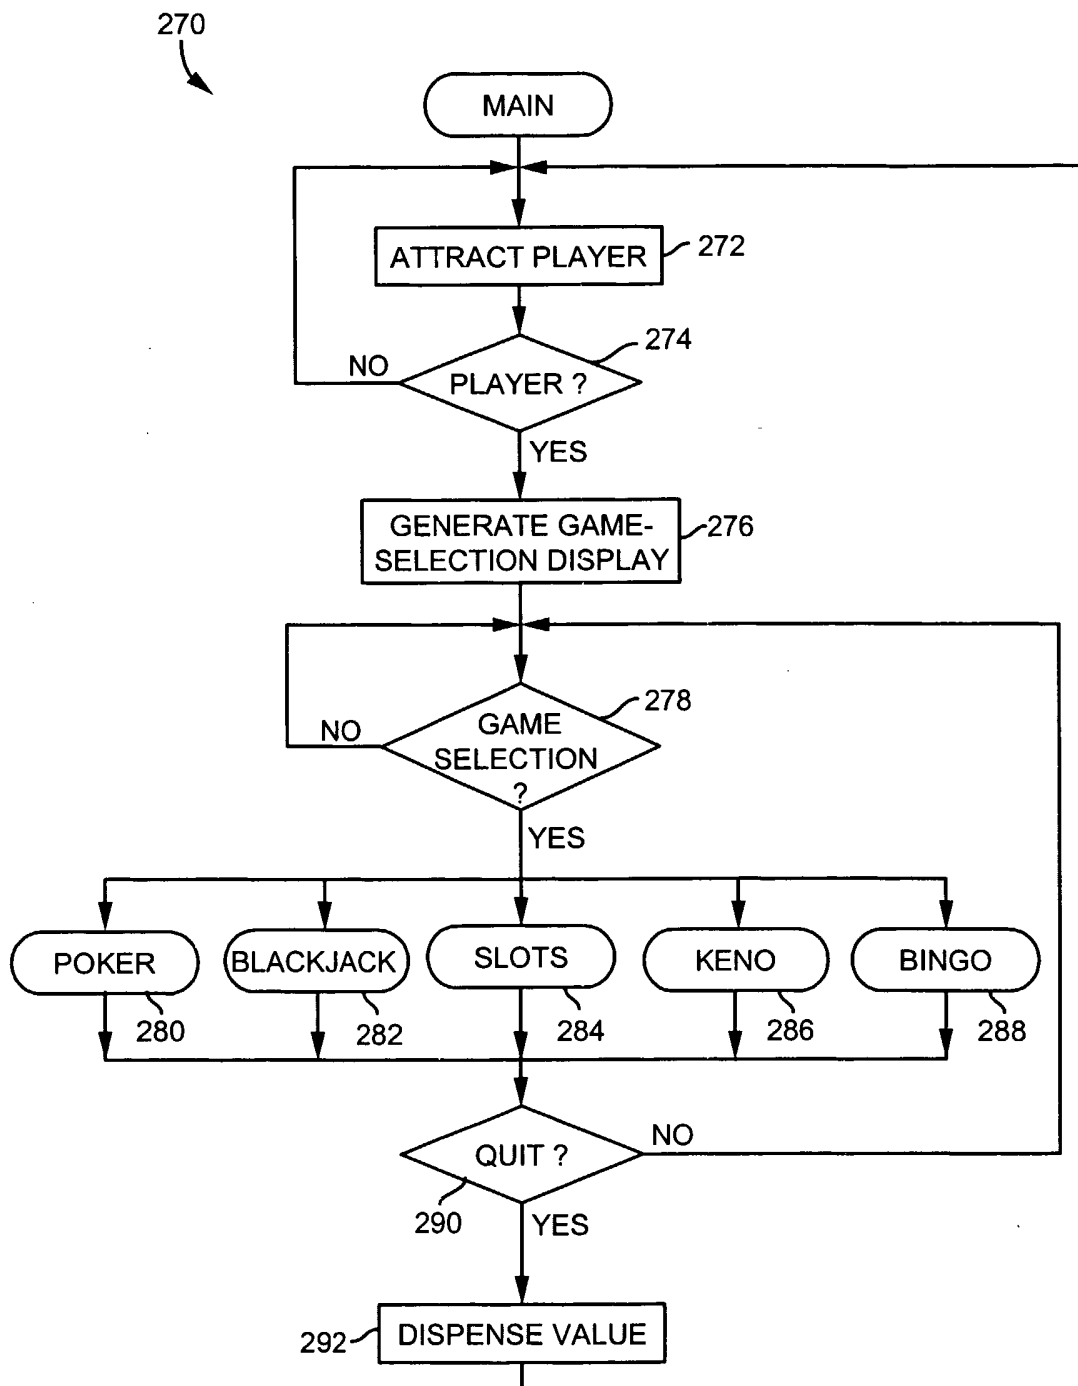 270
MAIN
ATTRACT PLAYER
272
274
NO
PLAYER ?
YES
GENERATE GAME-
SELECTION DISPLAY
276
278
NO
GAME
SELECTION
?
YES
POKER
BLACKJACK
SLOTS
KENO
BINGO
280
282
284
286
288
QUIT ?
NO
290
YES
292
DISPENSE VALUE